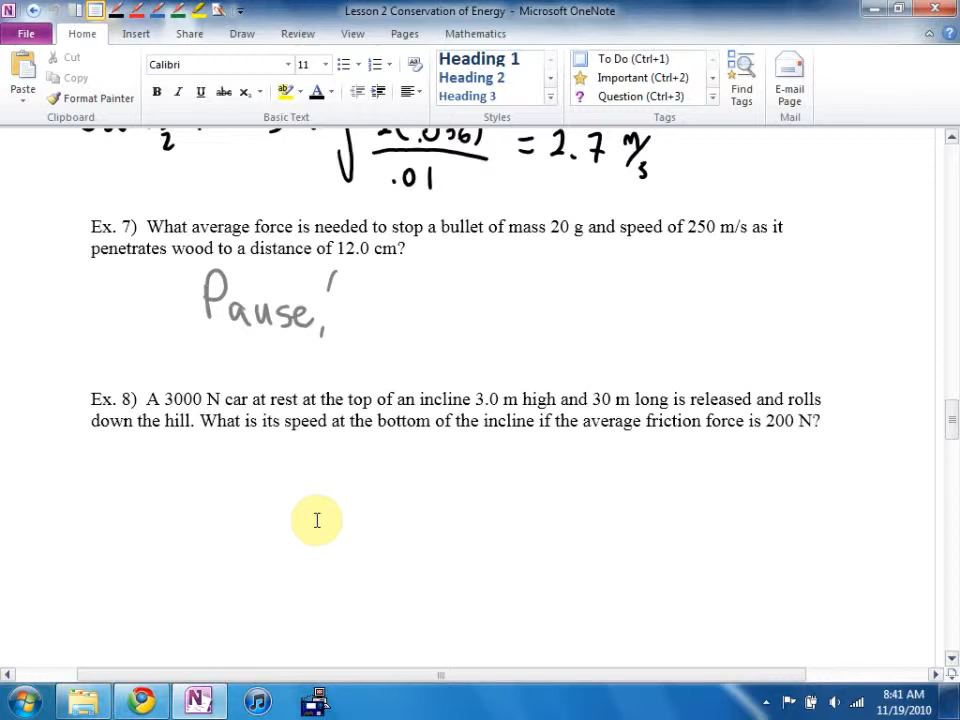 Lesson 2 Conservation of Energy - Microsoft OneNote
File Home Insert Share Draw Review View Pages Mathematics
Paste
Cut
Copy
Format Painter
Clipboard
Calibri 11
B I U abc x₂ A
Basic Text
Heading 1
Heading 2
Heading 3
Styles
To Do (Ctrl+1)
Important (Ctrl+2)
Question (Ctrl+3)
Tags
Find Tags
E-mail Page
Mail
= 2.7 m/s
.01
2
Ex. 7) What average force is needed to stop a bullet of mass 20 g and speed of 250 m/s as it
penetrates wood to a distance of 12.0 cm?
Pause!
Ex. 8) A 3000 N car at rest at the top of an incline 3.0 m high and 30 m long is released and rolls
down the hill. What is its speed at the bottom of the incline if the average friction force is 200 N?
8:41 AM
11/19/2010